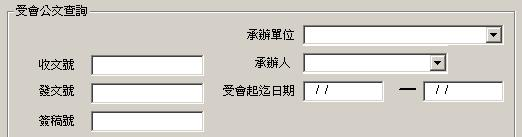 受會公文查詢
承辦單位
收文號 承辦人
發文號 受會起迄日期 / / — / /
簽稿號